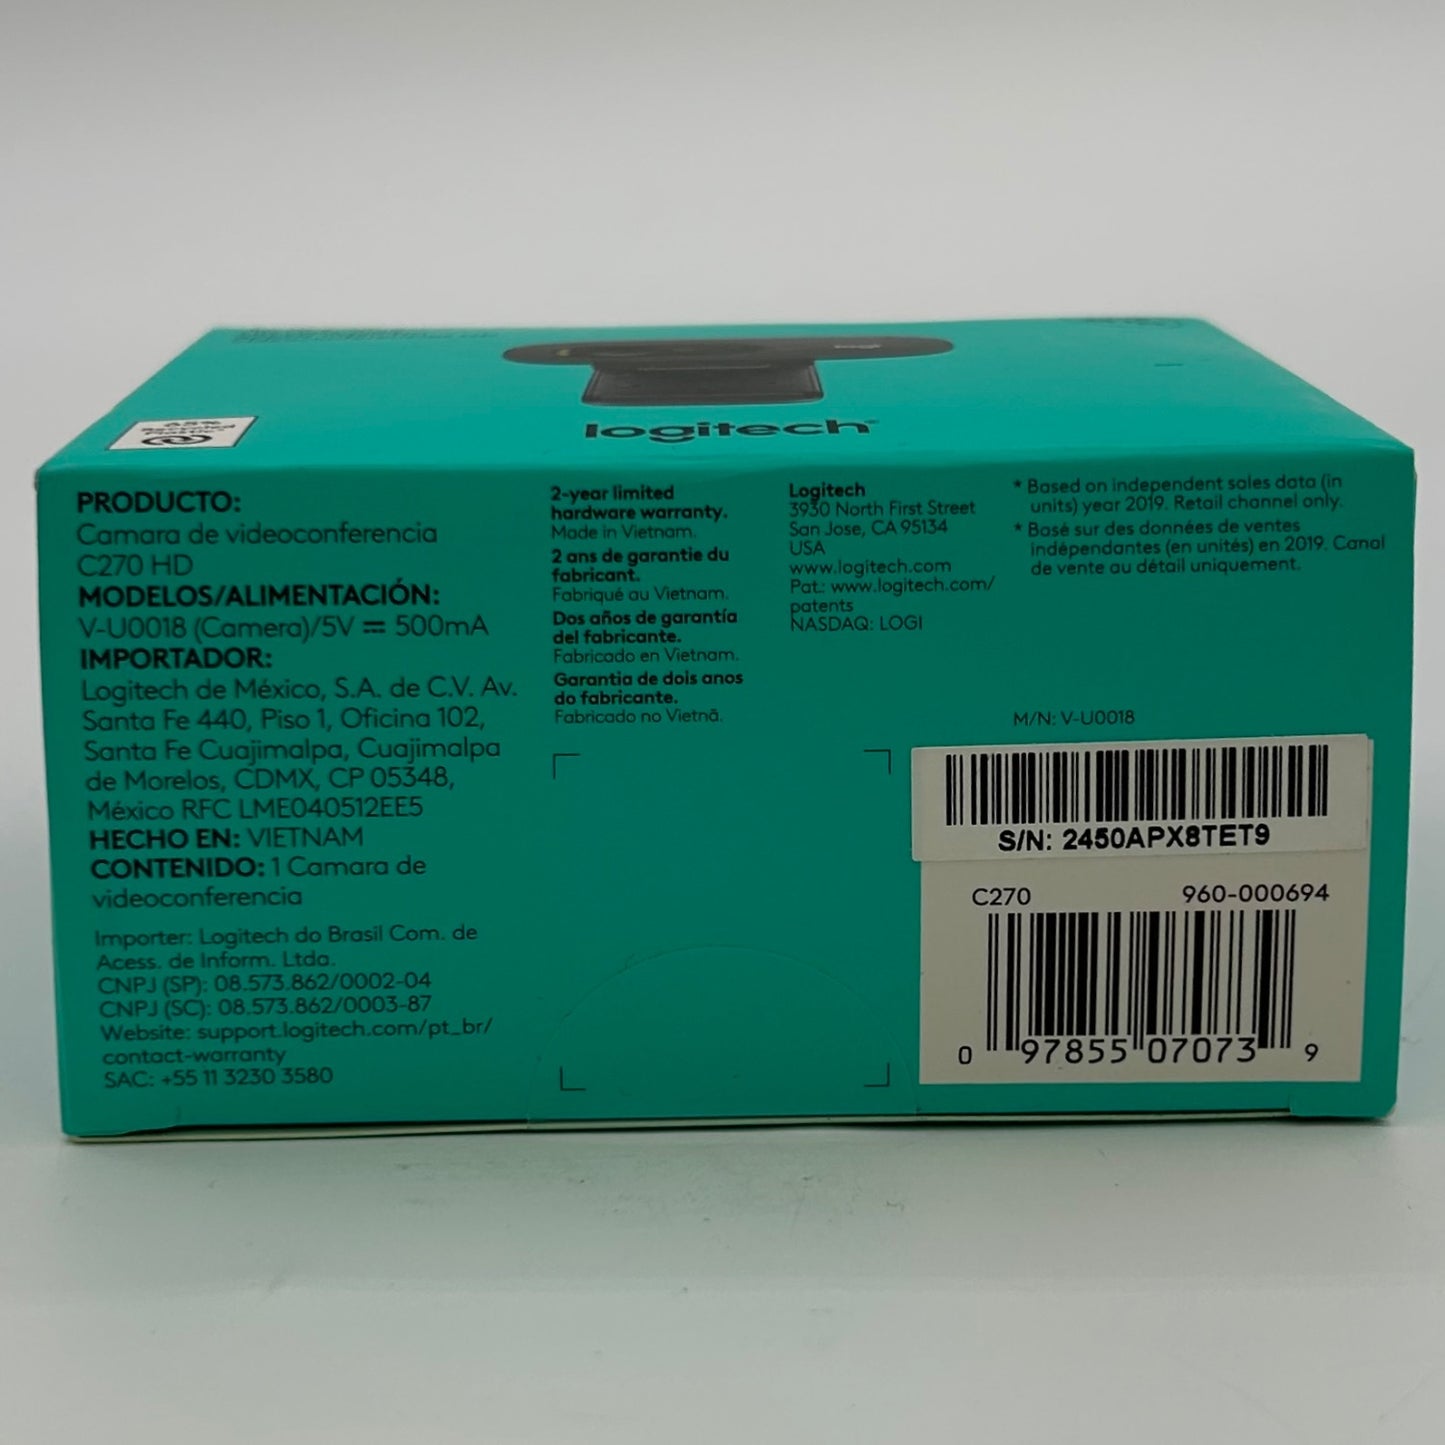 65%
Recycled
Plastic
logi
logitech
PRODUCTO:
Camara de videoconferencia
C270 HD
MODELOS/ALIMENTACIÓN:
V-U0018 (Camera)/5V ⎓ 500mA
IMPORTADOR:
Logitech de México, S.A. de C.V. Av.
Santa Fe 440, Piso 1, Oficina 102,
Santa Fe Cuajimalpa, Cuajimalpa
de Morelos, CDMX, CP 05348,
México RFC LME040512EE5
HECHO EN: VIETNAM
CONTENIDO: 1 Camara de
videoconferencia
Importer: Logitech do Brasil Com. de
Acess. de Inform. Ltda.
CNPJ (SP): 08.573.862/0002-04
CNPJ (SC): 08.573.862/0003-87
Website: support.logitech.com/pt_br/
contact-warranty
SAC: +55 11 3230 3580
2-year limited
hardware warranty.
Made in Vietnam.
2 ans de garantie du
fabricant.
Fabriqué au Vietnam.
Dos años de garantía
del fabricante.
Fabricado en Vietnam.
Garantia de dois anos
do fabricante.
Fabricado no Vietnã.
Logitech
3930 North First Street
San Jose, CA 95134
USA
www.logitech.com
Pat.: www.logitech.com/
patents
NASDAQ: LOGI
* Based on independent sales data (in
units) year 2019. Retail channel only.
* Basé sur des données de ventes
indépendantes (en unités) en 2019. Canal
de vente au détail uniquement.
M/N: V-U0018
S/N: 2450APX8TET9
C270 960-000694
0 97855 07073 9